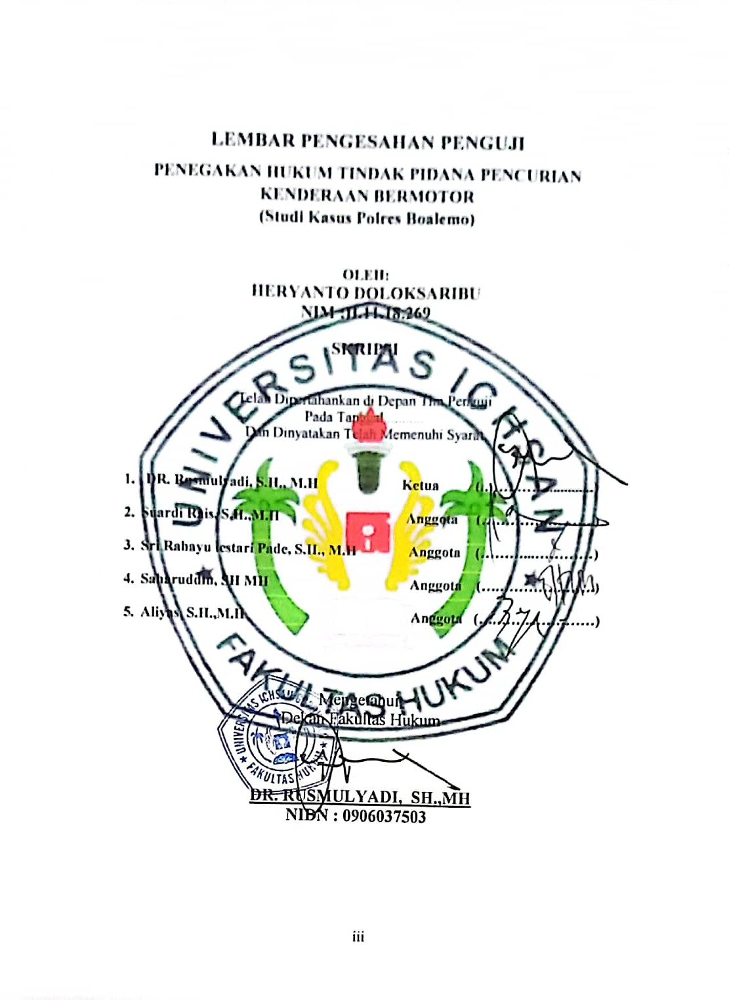 LEMBAR PENGESAHAN PENGUJI
PENEGAKAN HUKUM TINDAK PIDANA PENCURIAN
KENDERAAN BERMOTOR
(Studi Kasus Polres Boalemo)
OLEH:
HERYANTO DOLOKSARIBU
NIM :H.11.18.269
SKRIPSI
UNIVERSITAS ICHSAN
Telah Dipertahankan di Depan Tim Penguji
Pada Tanggal..........
Dan Dinyatakan Telah Memenuhi Syarat
1. DR. Rusmulyadi, S.H., M.H Ketua (..............................)
2. Suardi Rais, S.H.,M.H Anggota (..............................)
3. Sri Rahayu lestari Pade, S.H., M.H Anggota (..............................)
4. Saharuddin, SH MH Anggota (..............................)
5. Aliyas, S.H.,M.H Anggota (..............................)
FAKULTAS HUKUM
Mengetahui
Dekan Fakultas Hukum
UNIVERSITAS ICHSAN
FAKULTAS HUKUM
DR. RUSMULYADI, SH.,MH
NIDN : 0906037503
iii